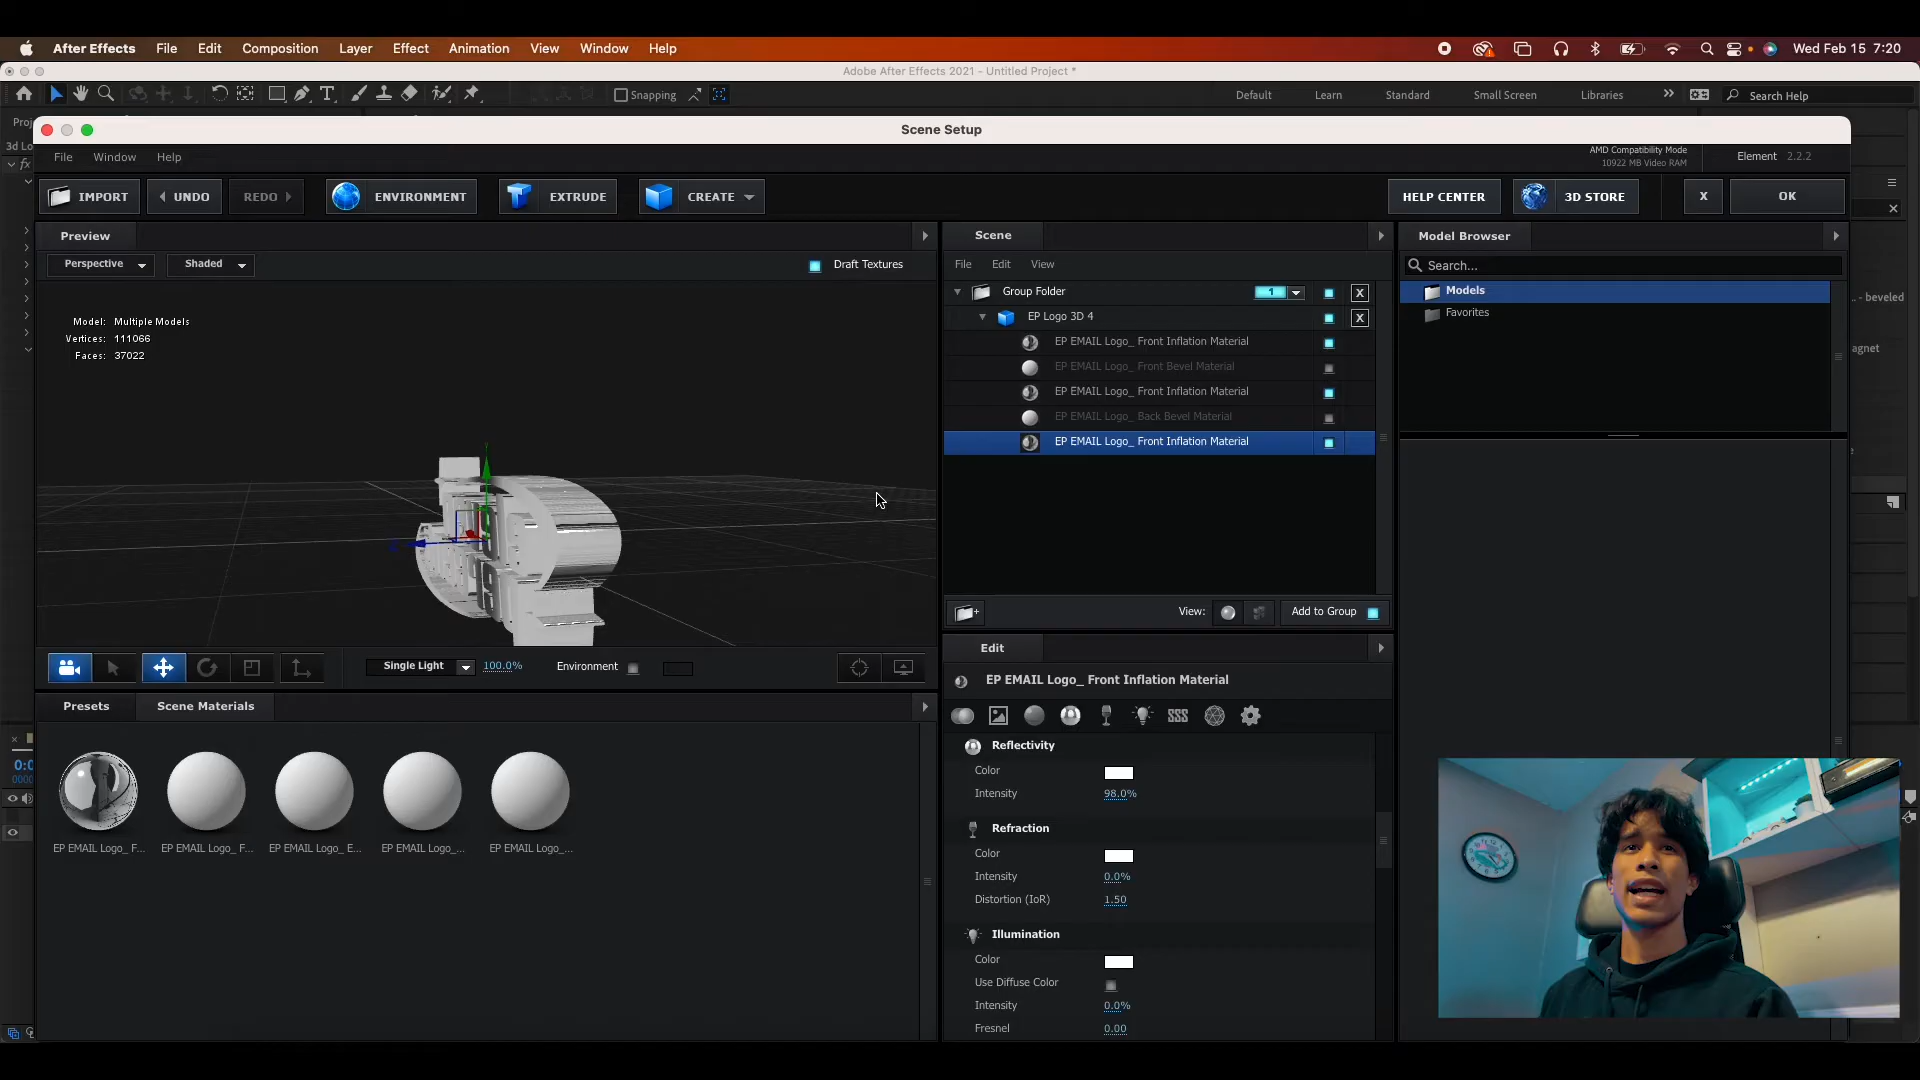 After Effects File Edit Composition Layer Effect Animation View Window Help Wed Feb 15 7:20
Adobe After Effects 2021 - Untitled Project *
Snapping Default Learn Standard Small Screen Libraries Search Help
Proj
Scene Setup
3d Lo
File Window Help
AMD Compatibility Mode
10922 MB Video RAM
Element 2.2.2
fx
IMPORT UNDO REDO ENVIRONMENT EXTRUDE CREATE HELP CENTER 3D STORE X OK
Preview Scene Model Browser
Perspective Shaded Draft Textures File Edit View Search...
Group Folder 1 X
Models
.. - beveled
Favorites
Model: Multiple Models
Vertices: 111066
Faces: 37022
EP Logo 3D 4 X
EP EMAIL Logo_ Front Inflation Material
agnet
EP EMAIL Logo_ Front Bevel Material
EP EMAIL Logo_ Front Inflation Material
EP EMAIL Logo_ Back Bevel Material
EP EMAIL Logo_ Front Inflation Material
View: Add to Group
Single Light 100.0% Environment
Edit
EP EMAIL Logo_ Front Inflation Material
Presets Scene Materials
SSS
Reflectivity
Color
Intensity 98.0%
Refraction
Color
Intensity 0.0%
Distortion (IoR) 1.50
Illumination
Color
Use Diffuse Color
Intensity 0.0%
Fresnel 0.00
0:0
0000
EP EMAIL Logo_ F... EP EMAIL Logo_ F... EP EMAIL Logo_ E... EP EMAIL Logo_... EP EMAIL Logo_...